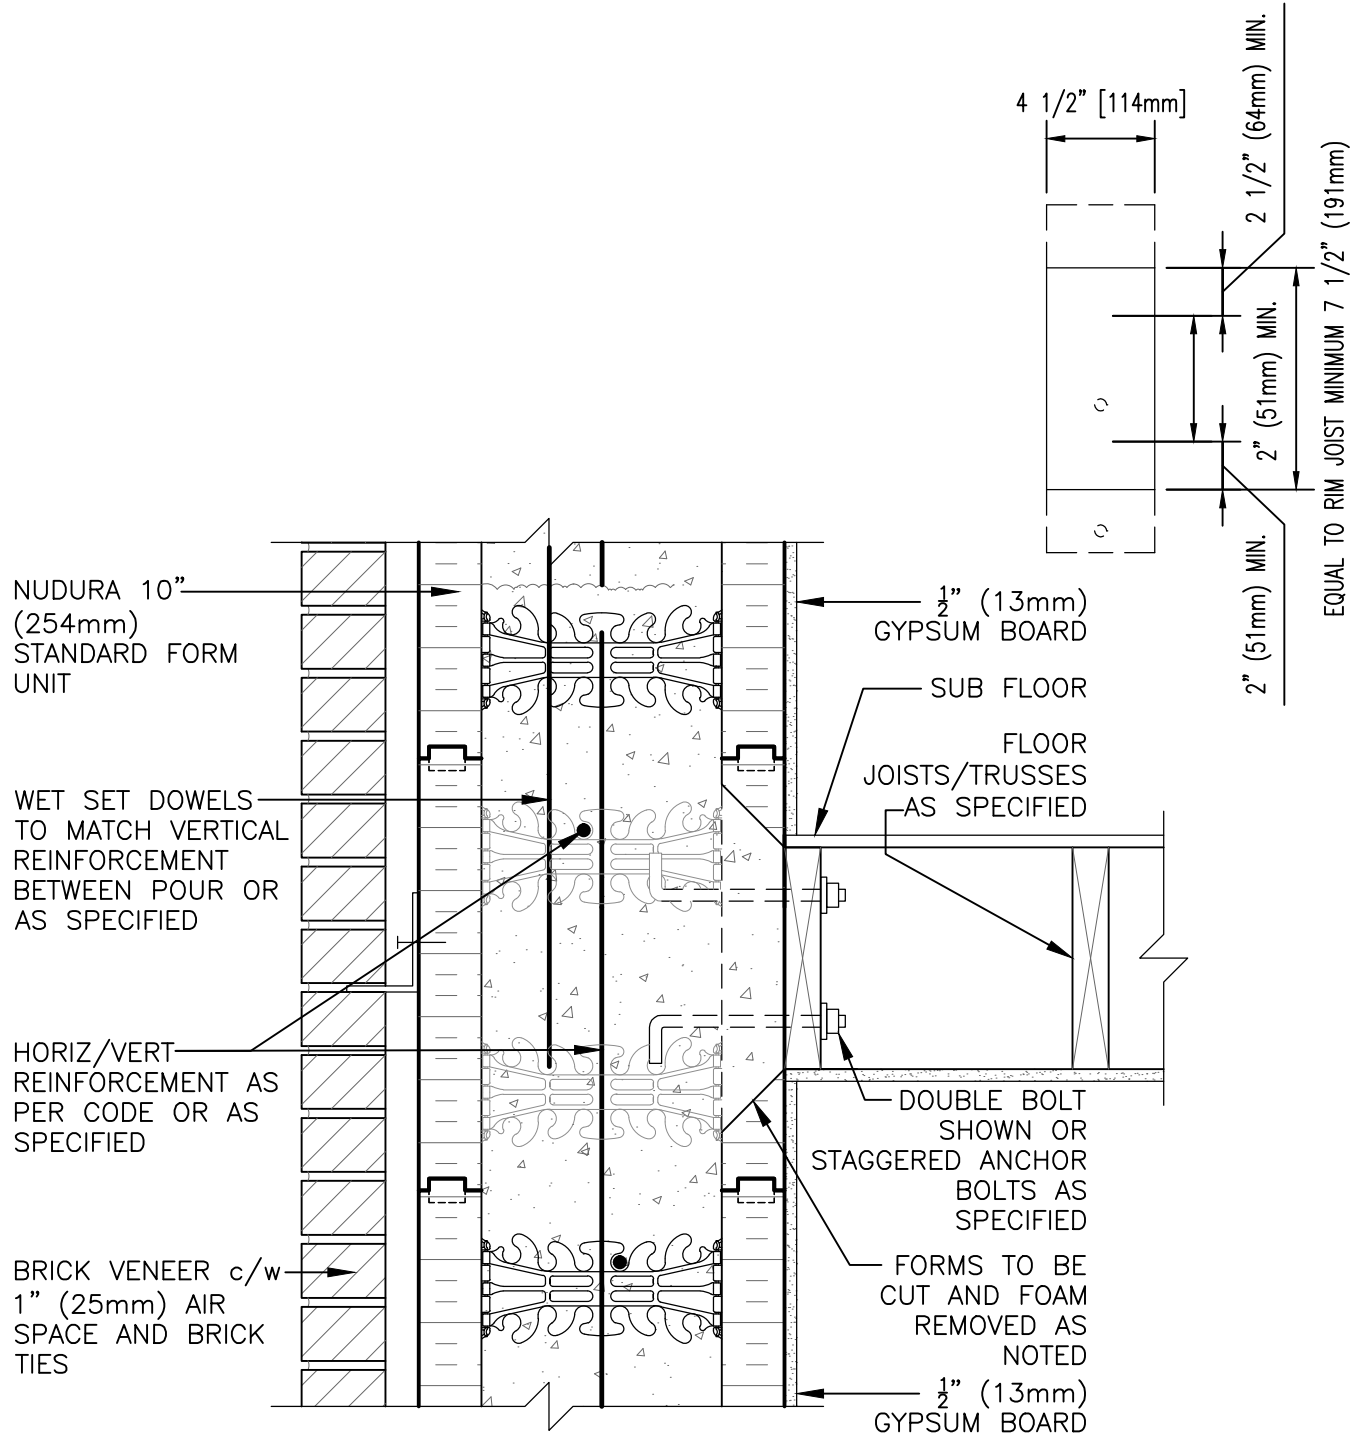 4 1/2" [114mm]
2 1/2" (64mm) MIN.
2" (51mm) MIN.
2" (51mm) MIN.
EQUAL TO RIM JOIST MINIMUM 7 1/2" (191mm)
NUDURA 10"
(254mm)
STANDARD FORM
UNIT
WET SET DOWELS
TO MATCH VERTICAL
REINFORCEMENT
BETWEEN POUR OR
AS SPECIFIED
HORIZ/VERT
REINFORCEMENT AS
PER CODE OR AS
SPECIFIED
BRICK VENEER c/w
1" (25mm) AIR
SPACE AND BRICK
TIES
½" (13mm)
GYPSUM BOARD
SUB FLOOR
FLOOR
JOISTS/TRUSSES
AS SPECIFIED
DOUBLE BOLT
SHOWN OR
STAGGERED ANCHOR
BOLTS AS
SPECIFIED
FORMS TO BE
CUT AND FOAM
REMOVED AS
NOTED
½" (13mm)
GYPSUM BOARD